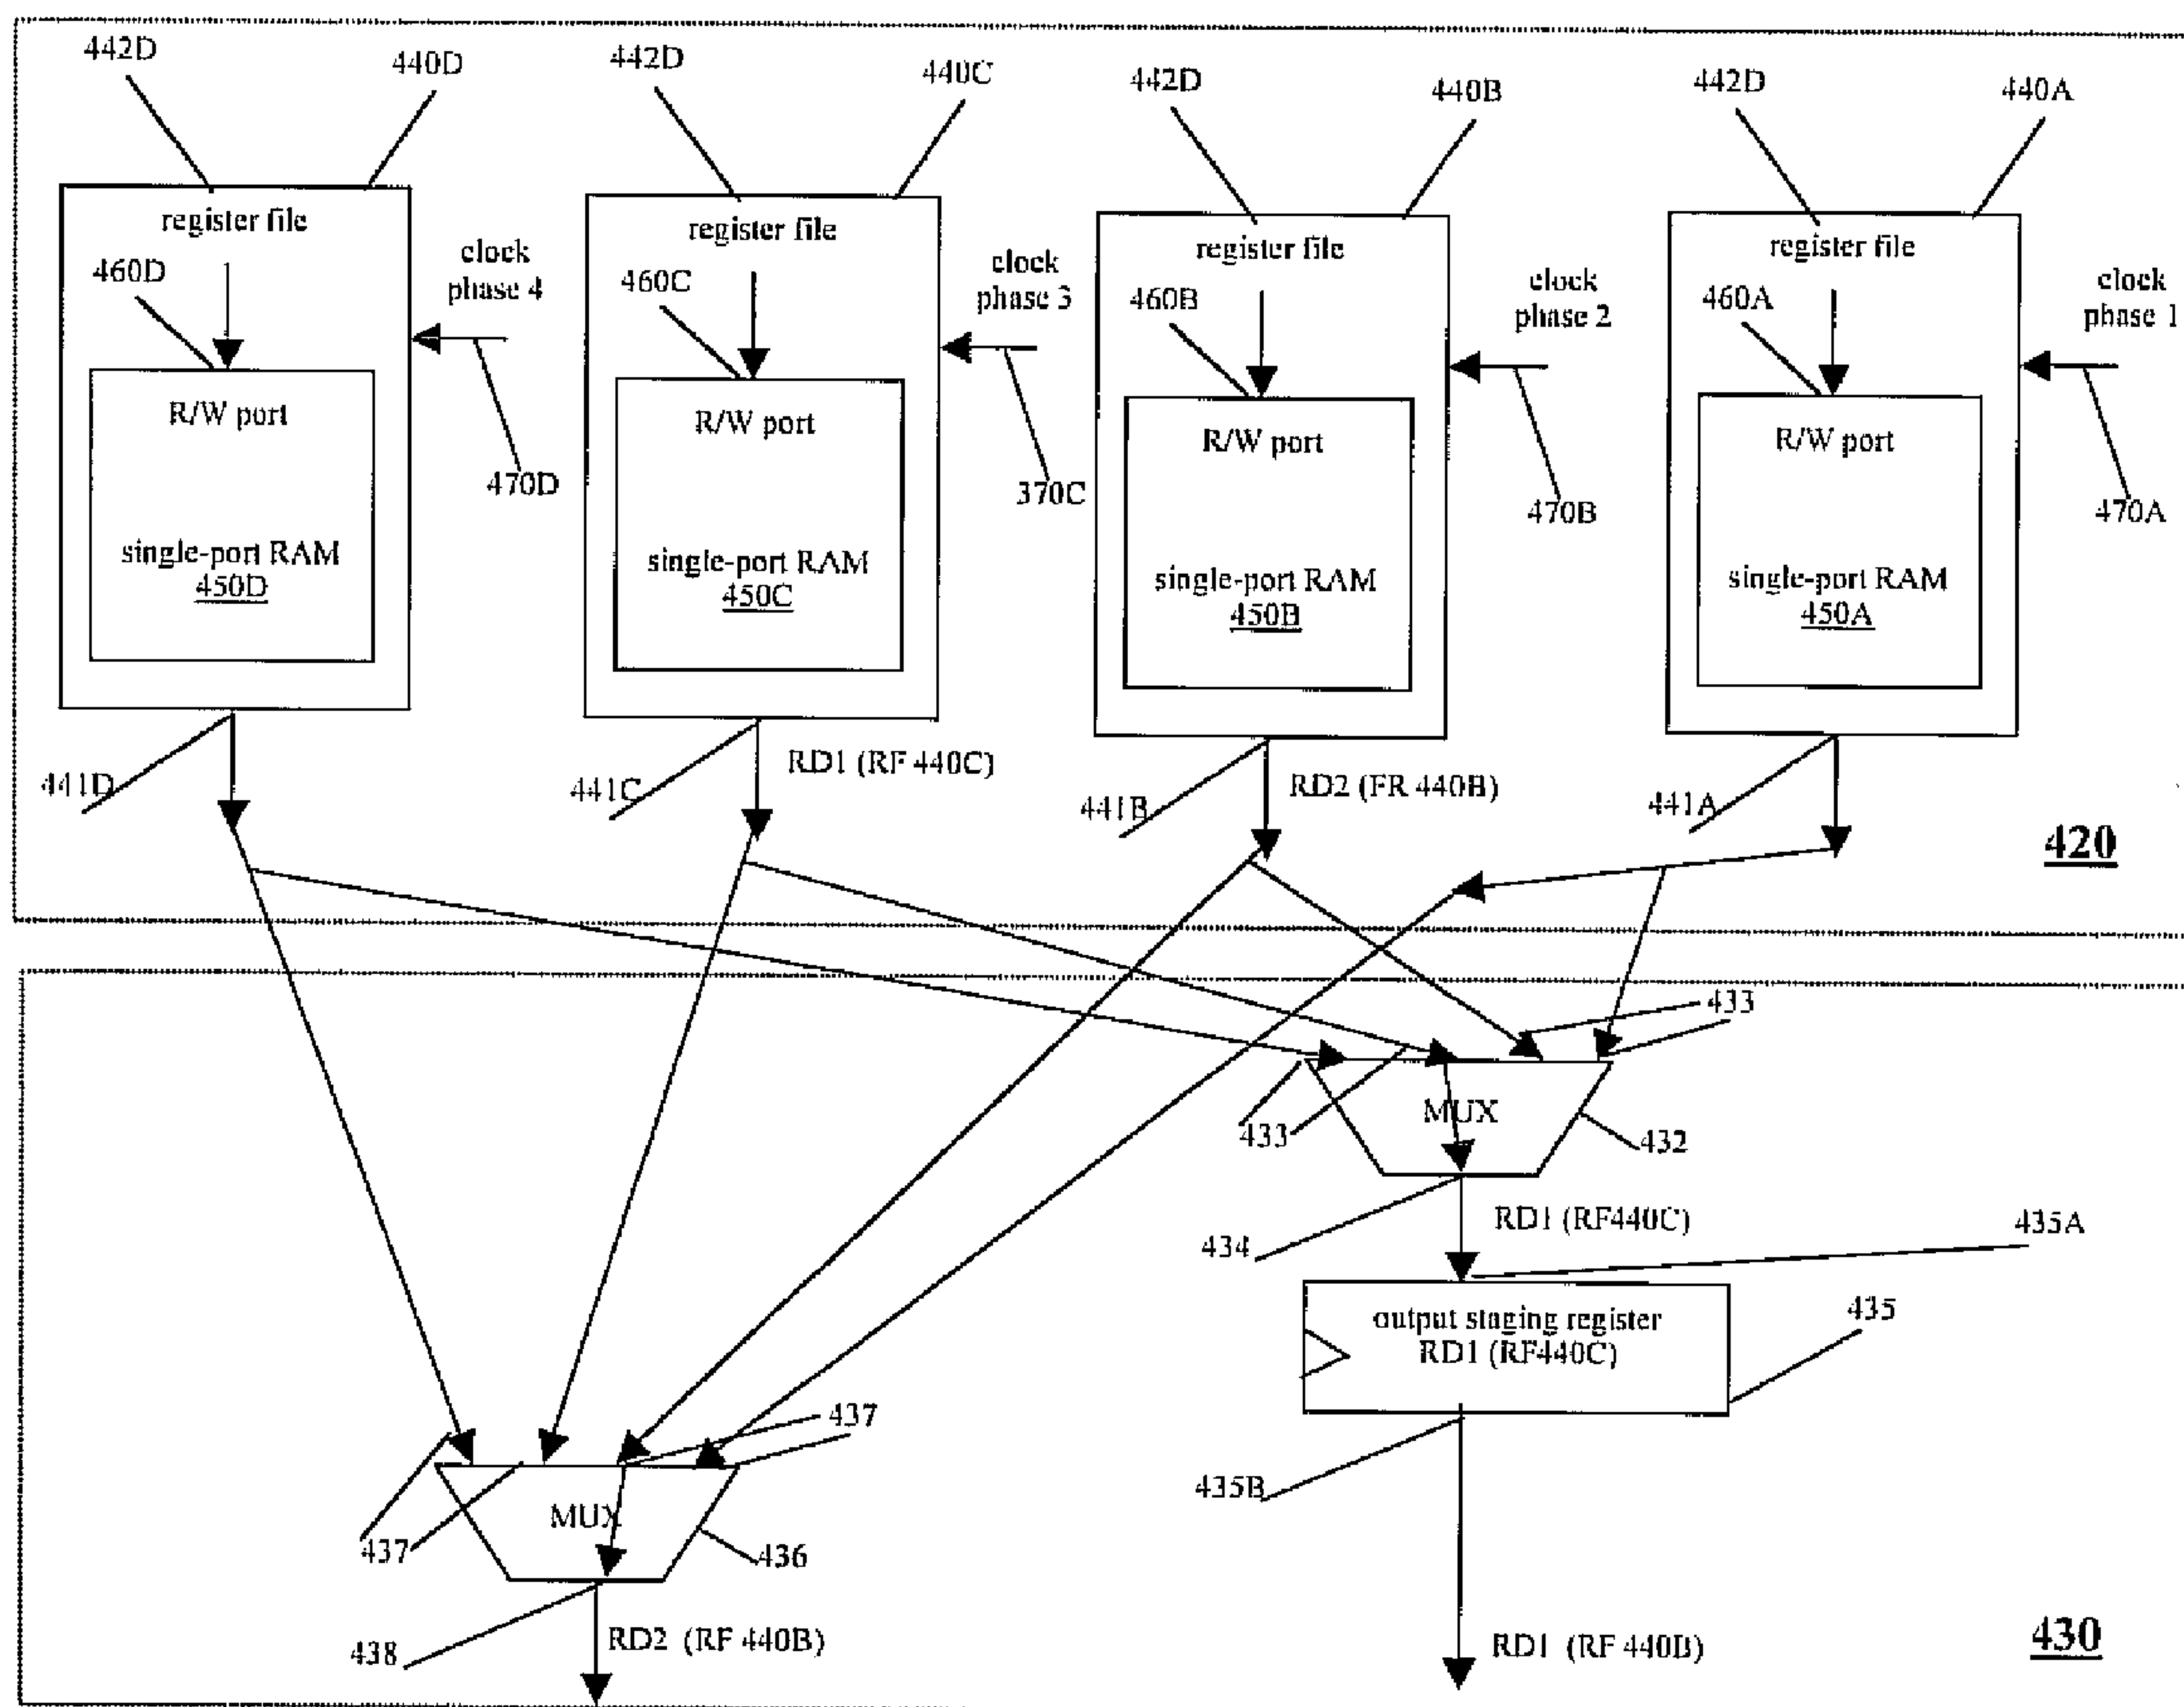 442D 440D 442D 440C 442D 440B 442D 440A
register file register file register file register file
460D clock phase 4 460C clock phase 3 460B clock phase 2 460A clock phase 1
R/W port R/W port R/W port R/W port
470D 370C 470B 470A
single-port RAM single-port RAM single-port RAM single-port RAM
450D 450C 450B 450A
441D 441C RD1 (RF 440C) 441B RD2 (FR 440B) 441A
420
433
MUX
433 432
434 RD1 (RF440C) 435A
output staging register 435
RD1 (RF440C)
437
435B
MUX
437 436
438 RD2 (RF 440B) RD1 (RF 440B) 430